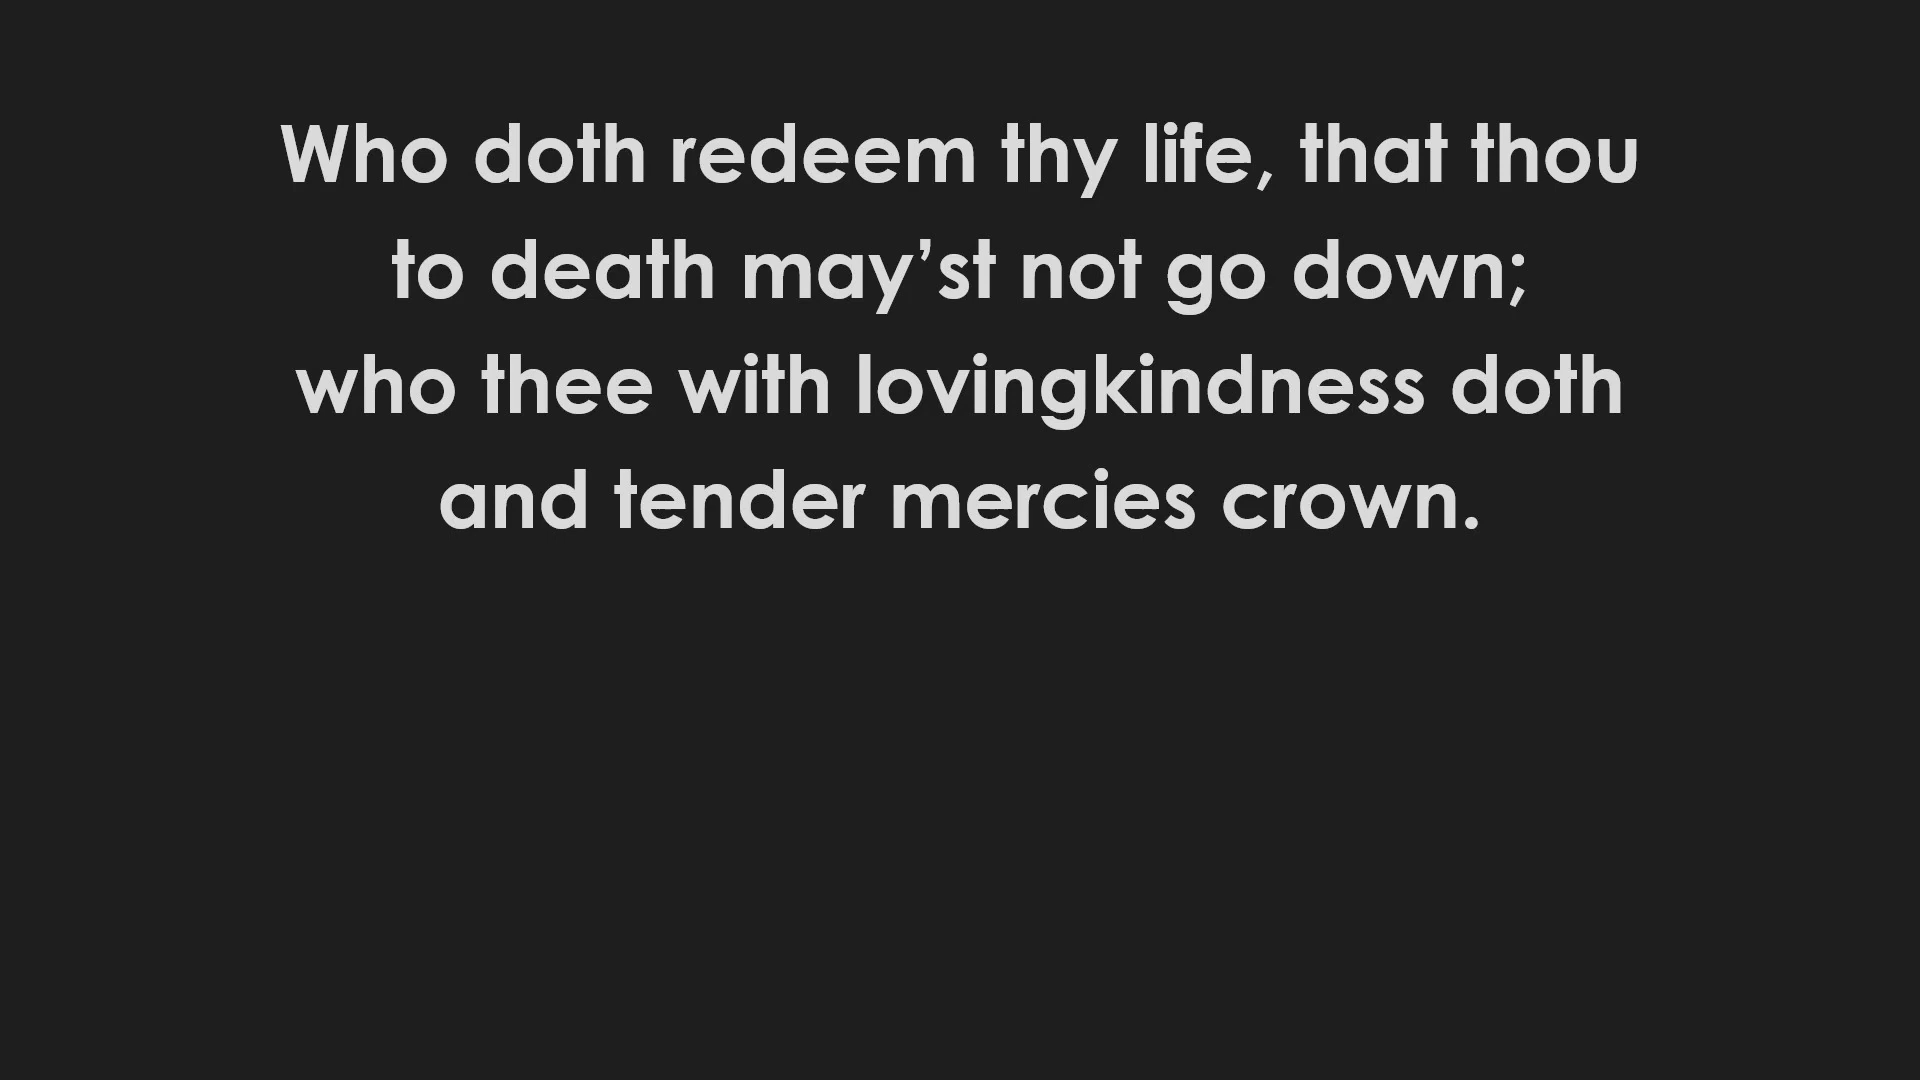 Who doth redeem thy life, that thou
to death may’st not go down;
who thee with lovingkindness doth
and tender mercies crown.